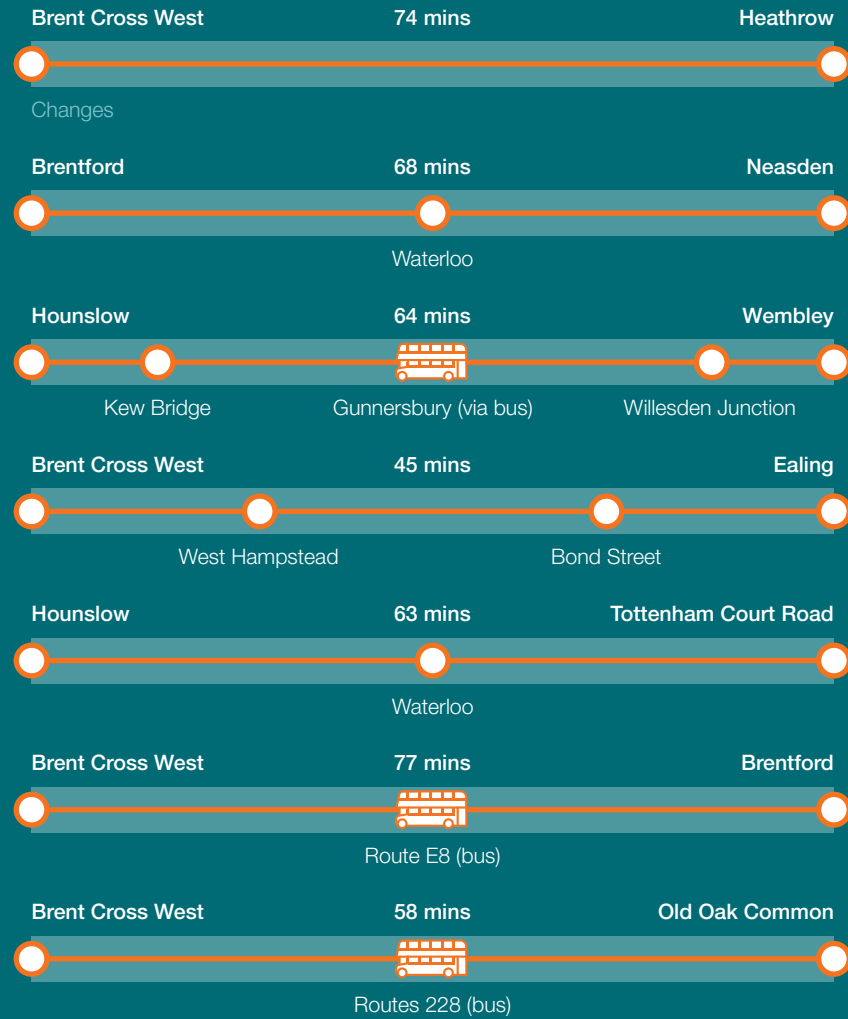 Brent Cross West 74 mins Heathrow
Changes
Brentford 68 mins Neasden
Waterloo
Hounslow 64 mins Wembley
Kew Bridge Gunnersbury (via bus) Willesden Junction
Brent Cross West 45 mins Ealing
West Hampstead Bond Street
Hounslow 63 mins Tottenham Court Road
Waterloo
Brent Cross West 77 mins Brentford
Route E8 (bus)
Brent Cross West 58 mins Old Oak Common
Routes 228 (bus)